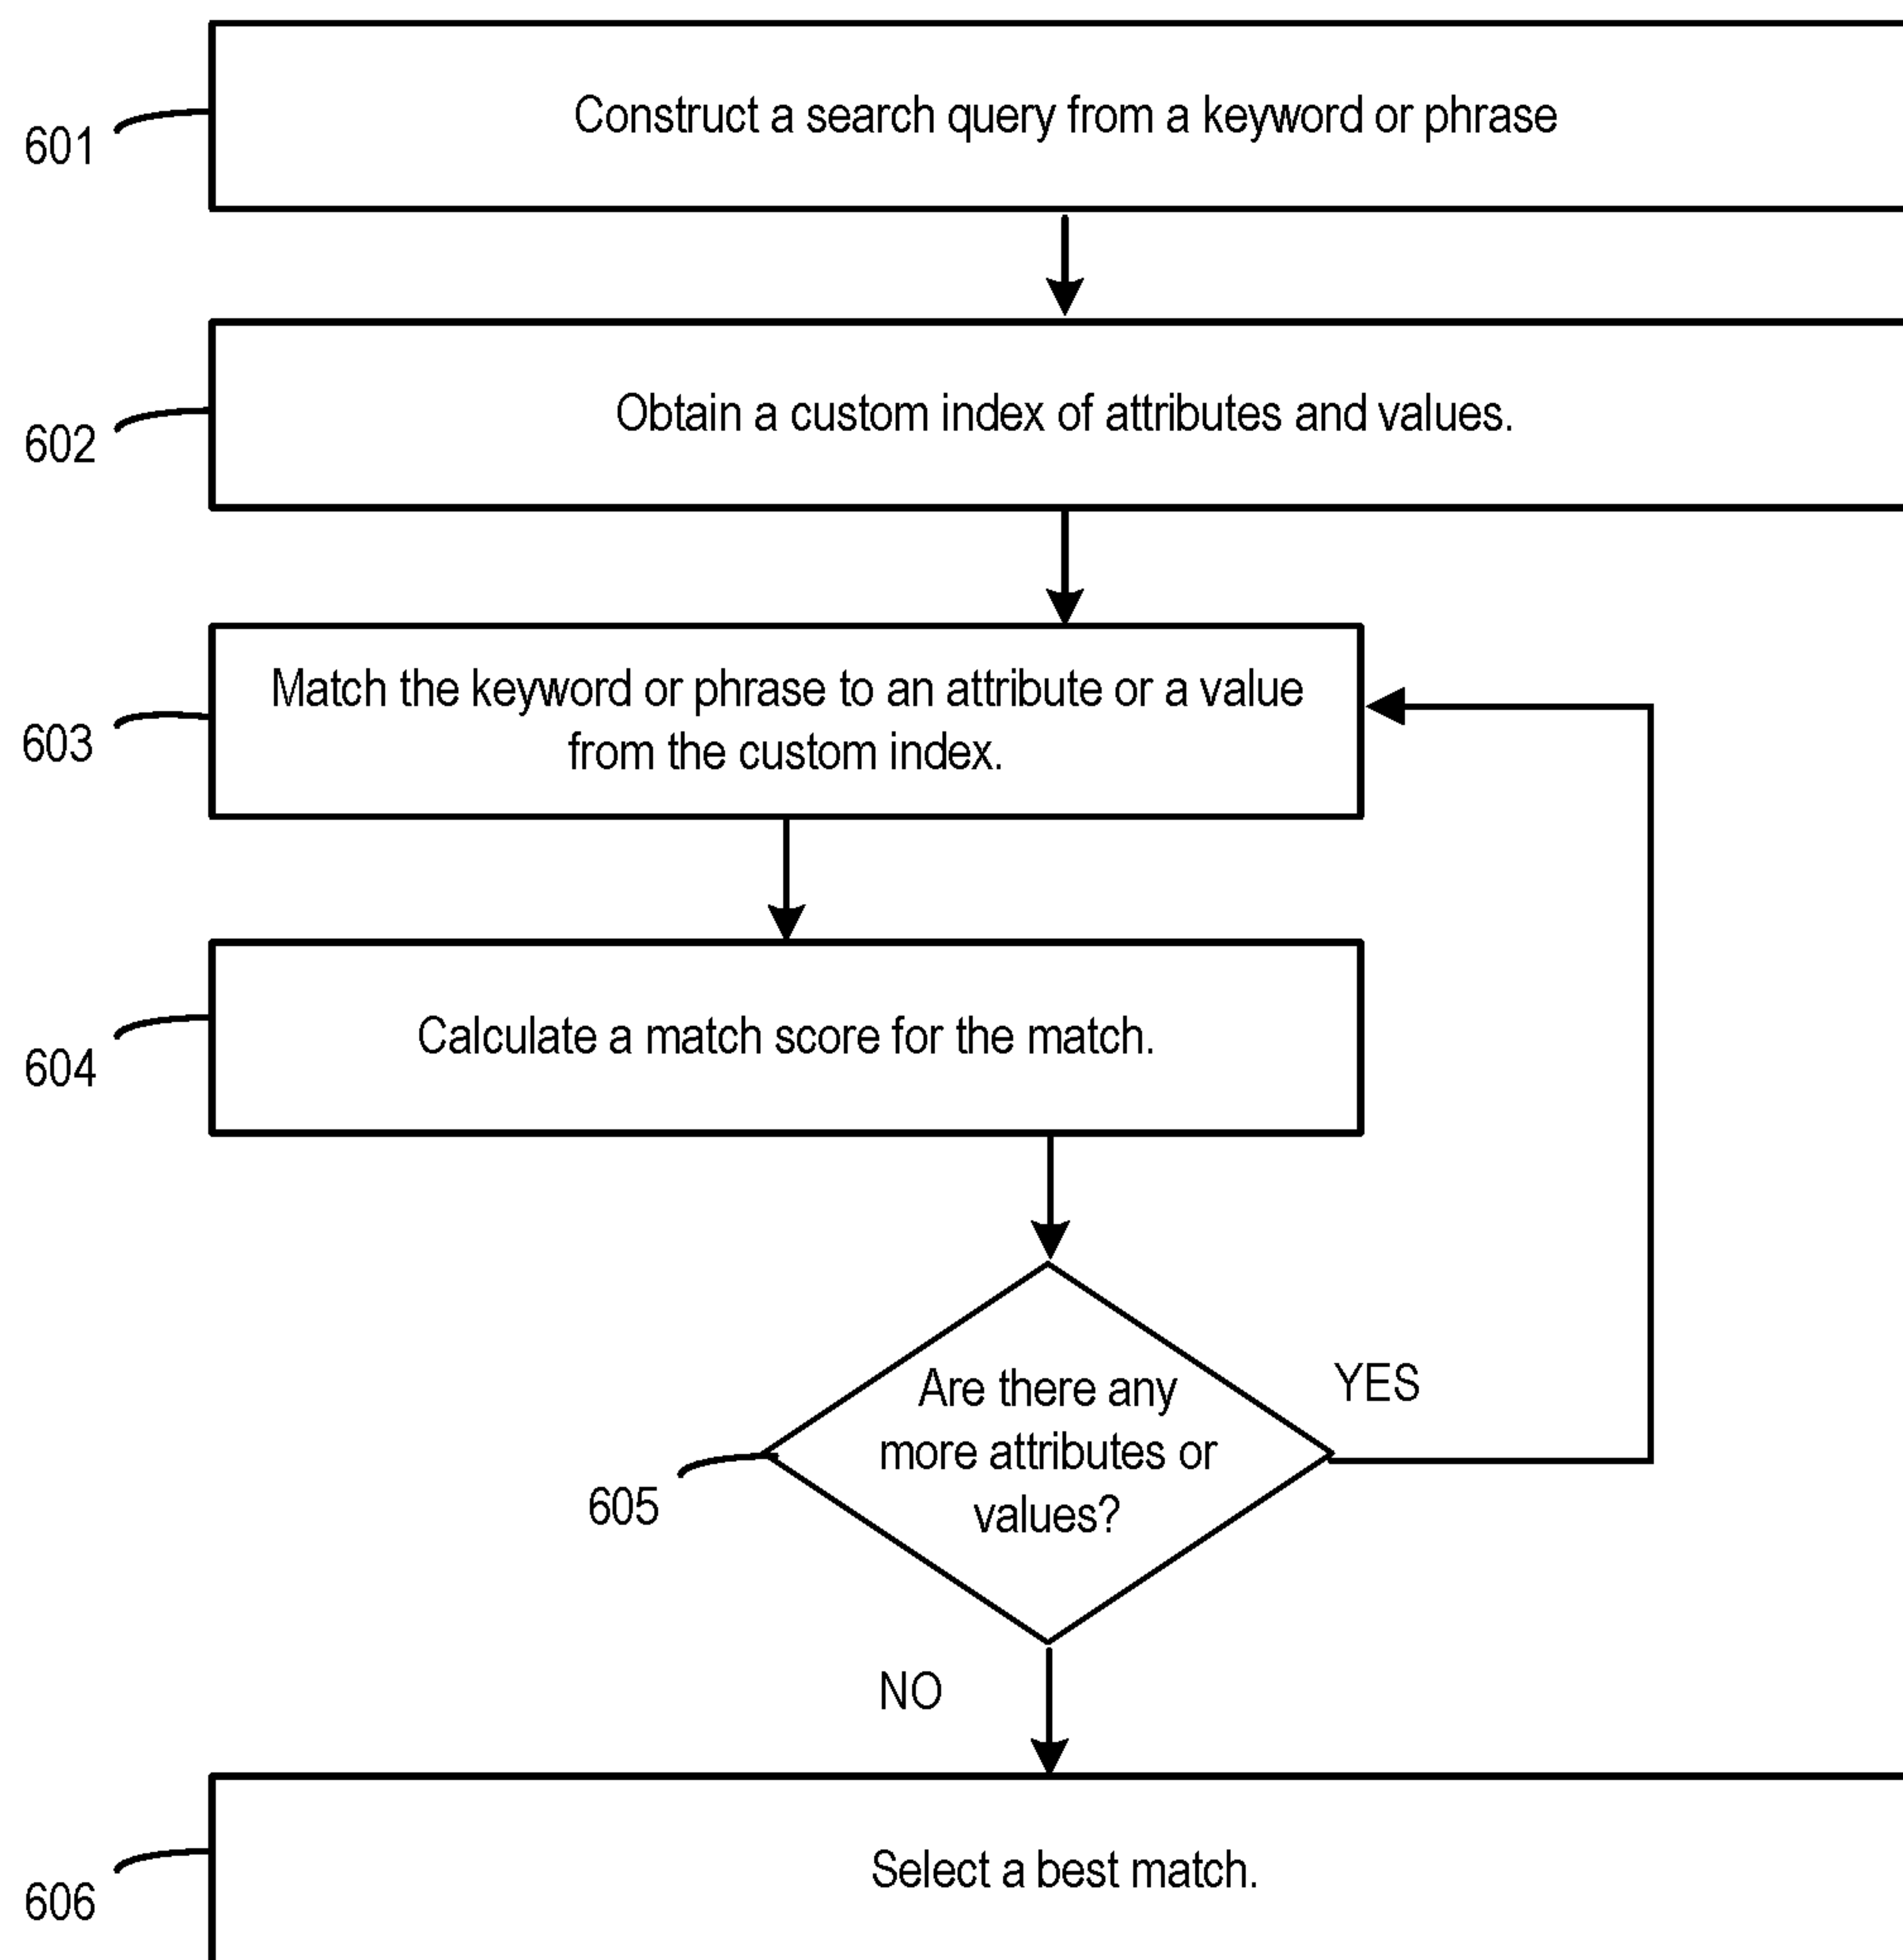 Construct a search query from a keyword or phrase
601
Obtain a custom index of attributes and values.
602
Match the keyword or phrase to an attribute or a value
from the custom index.
603
Calculate a match score for the match.
604
Are there any
more attributes or
values?
YES
605
NO
Select a best match.
606